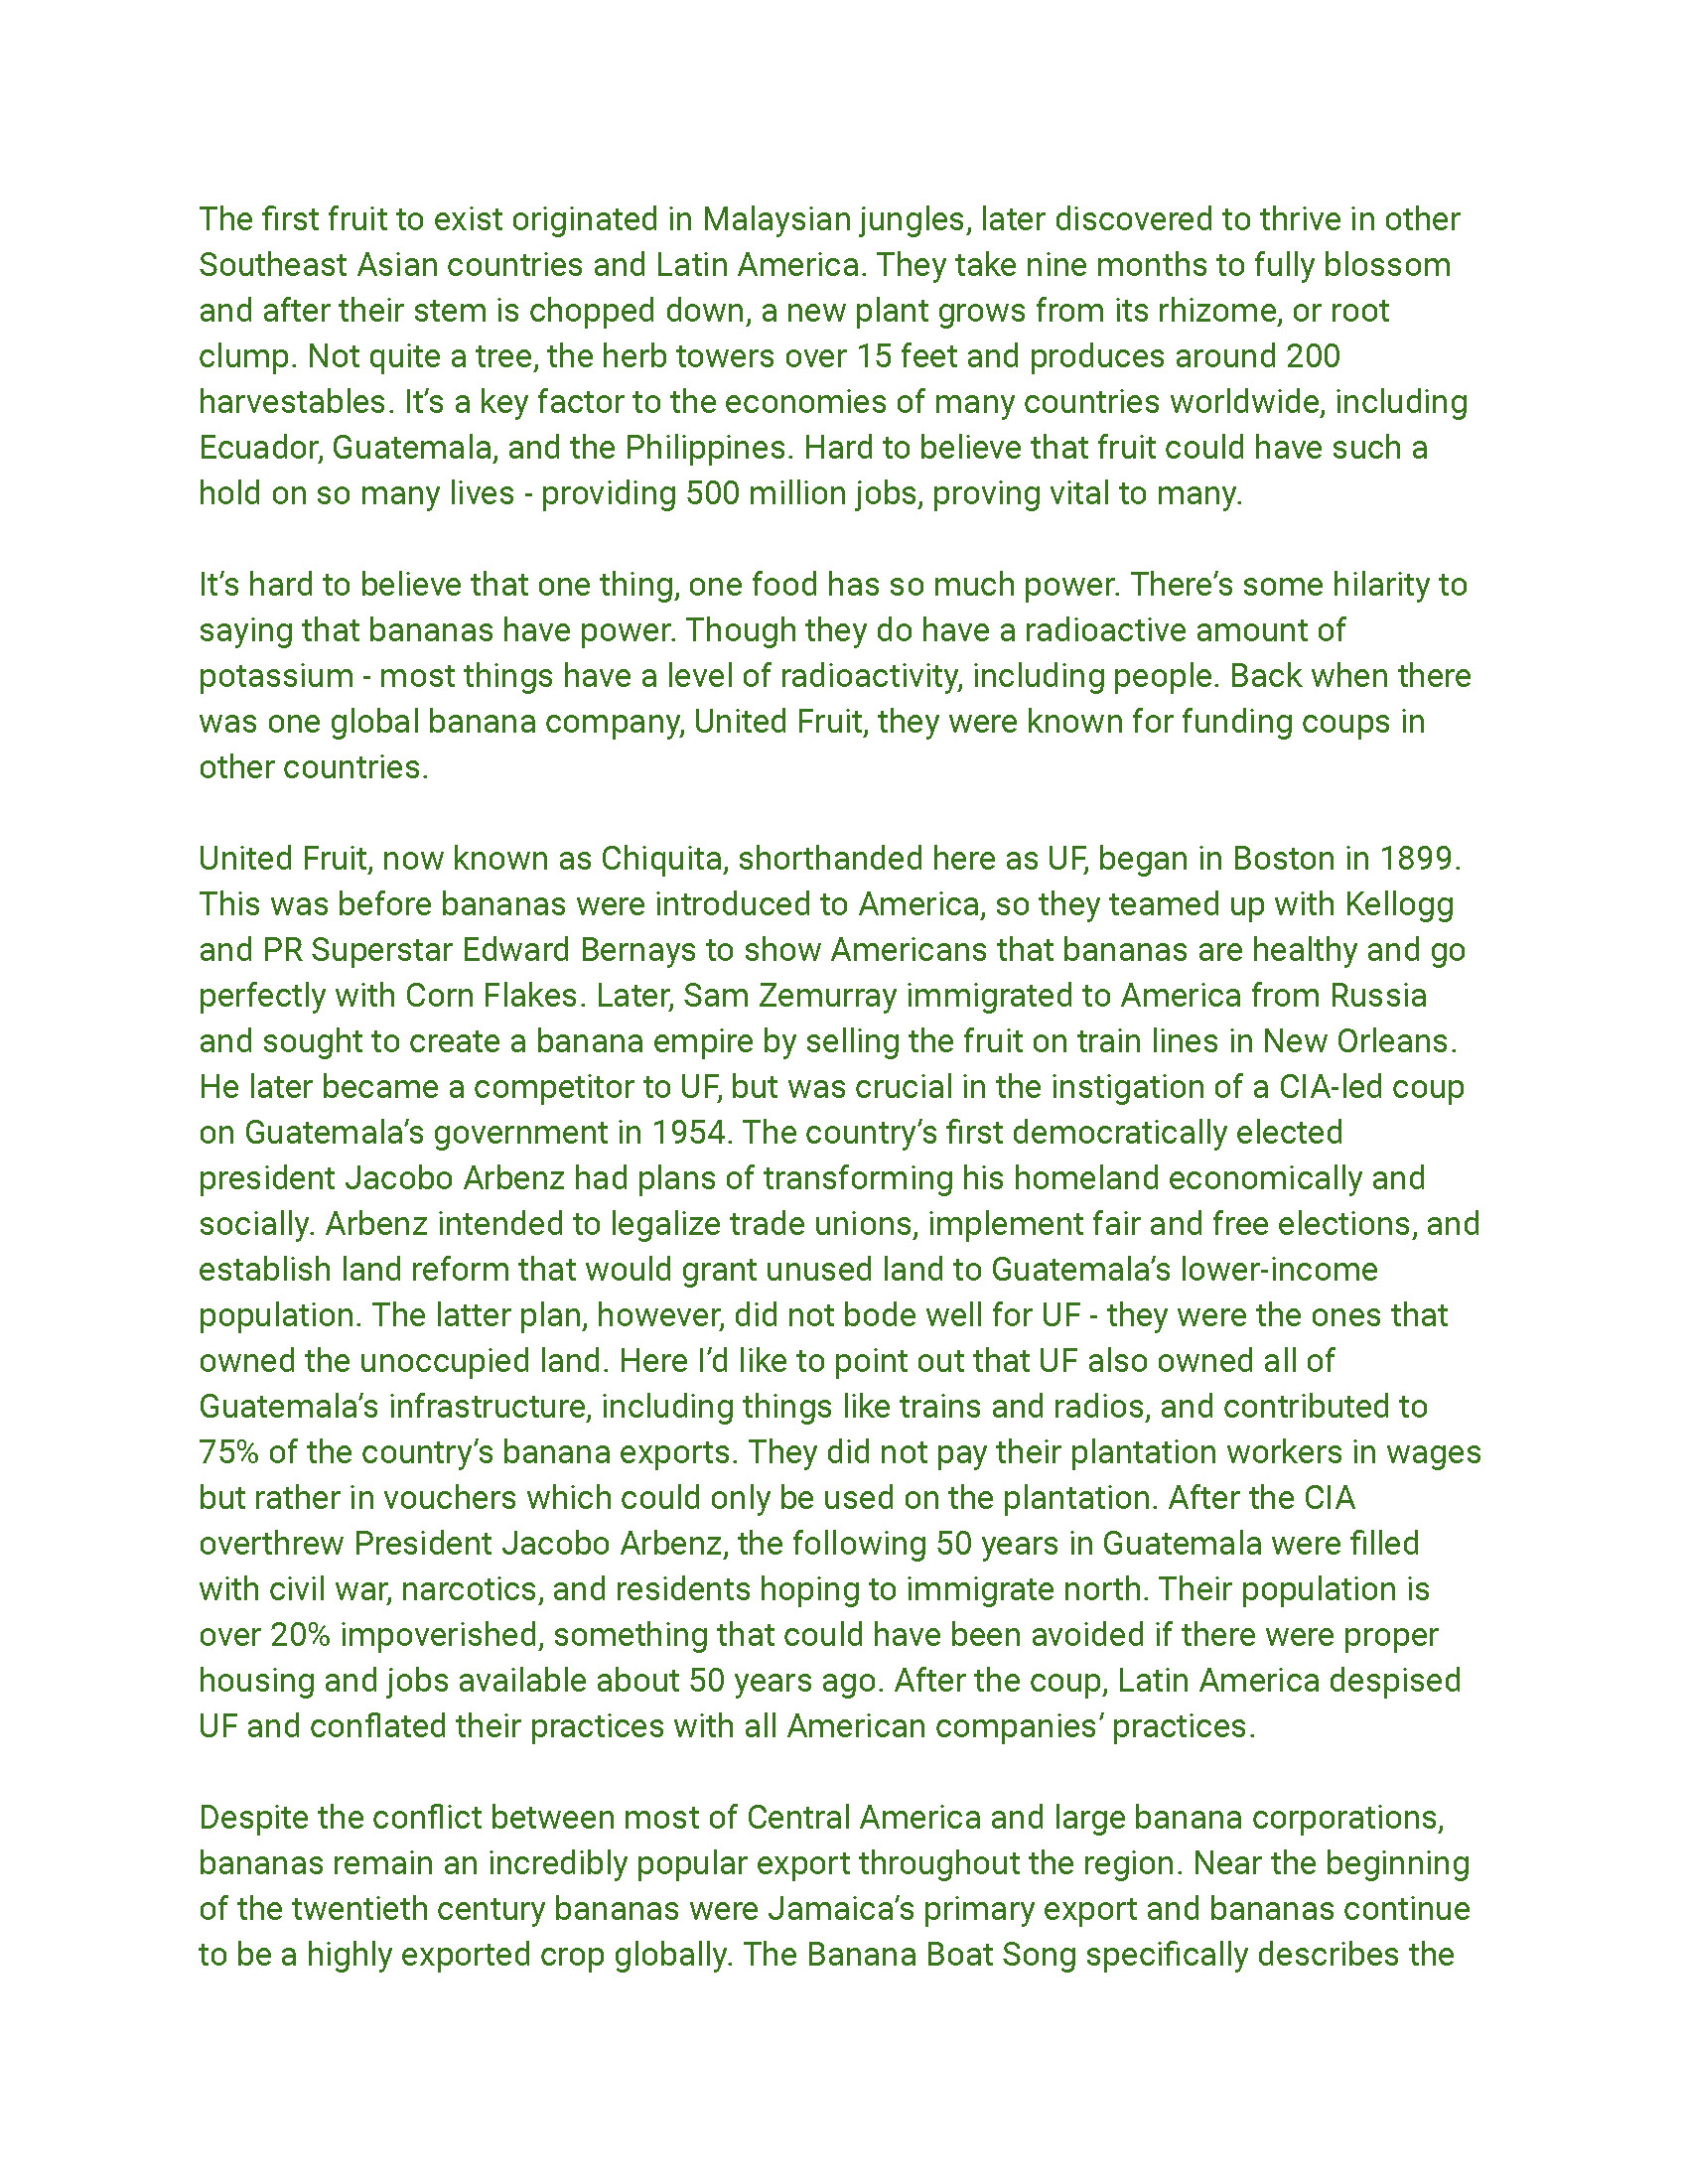 The first fruit to exist originated in Malaysian jungles, later discovered to thrive in other
Southeast Asian countries and Latin America. They take nine months to fully blossom
and after their stem is chopped down, a new plant grows from its rhizome, or root
clump. Not quite a tree, the herb towers over 15 feet and produces around 200
harvestables. It’s a key factor to the economies of many countries worldwide, including
Ecuador, Guatemala, and the Philippines. Hard to believe that fruit could have such a
hold on so many lives - providing 500 million jobs, proving vital to many.
It’s hard to believe that one thing, one food has so much power. There’s some hilarity to
saying that bananas have power. Though they do have a radioactive amount of
potassium - most things have a level of radioactivity, including people. Back when there
was one global banana company, United Fruit, they were known for funding coups in
other countries.
United Fruit, now known as Chiquita, shorthanded here as UF, began in Boston in 1899.
This was before bananas were introduced to America, so they teamed up with Kellogg
and PR Superstar Edward Bernays to show Americans that bananas are healthy and go
perfectly with Corn Flakes. Later, Sam Zemurray immigrated to America from Russia
and sought to create a banana empire by selling the fruit on train lines in New Orleans.
He later became a competitor to UF, but was crucial in the instigation of a CIA-led coup
on Guatemala’s government in 1954. The country’s first democratically elected
president Jacobo Arbenz had plans of transforming his homeland economically and
socially. Arbenz intended to legalize trade unions, implement fair and free elections, and
establish land reform that would grant unused land to Guatemala’s lower-income
population. The latter plan, however, did not bode well for UF - they were the ones that
owned the unoccupied land. Here I’d like to point out that UF also owned all of
Guatemala’s infrastructure, including things like trains and radios, and contributed to
75% of the country’s banana exports. They did not pay their plantation workers in wages
but rather in vouchers which could only be used on the plantation. After the CIA
overthrew President Jacobo Arbenz, the following 50 years in Guatemala were filled
with civil war, narcotics, and residents hoping to immigrate north. Their population is
over 20% impoverished, something that could have been avoided if there were proper
housing and jobs available about 50 years ago. After the coup, Latin America despised
UF and conflated their practices with all American companies’ practices.
Despite the conflict between most of Central America and large banana corporations,
bananas remain an incredibly popular export throughout the region. Near the beginning
of the twentieth century bananas were Jamaica’s primary export and bananas continue
to be a highly exported crop globally. The Banana Boat Song specifically describes the